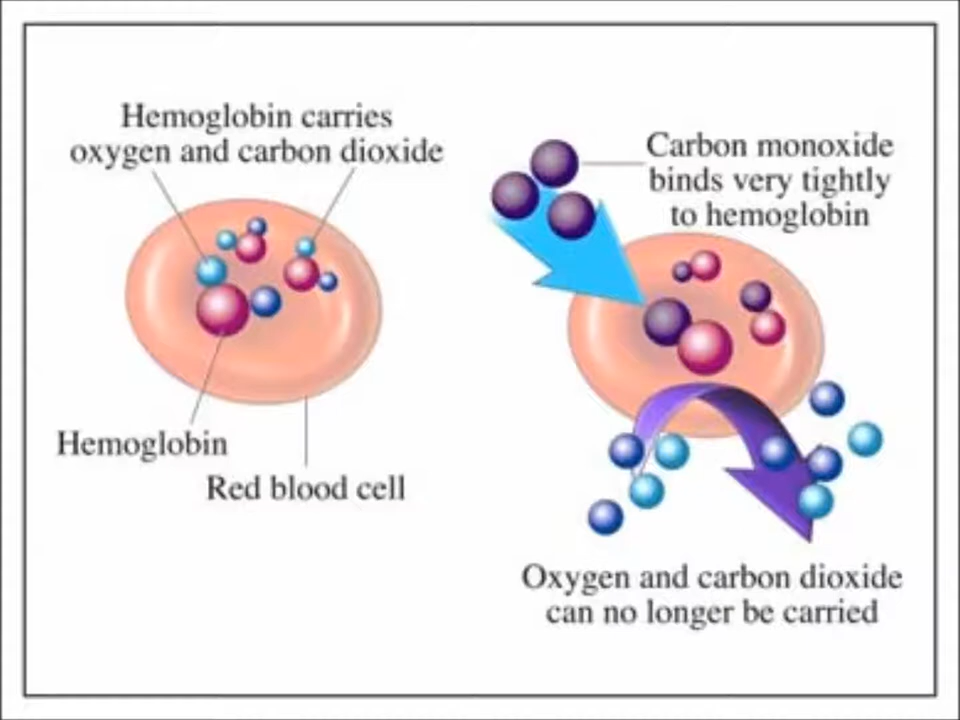 Hemoglobin carries
oxygen and carbon dioxide
Hemoglobin
Red blood cell
Carbon monoxide
binds very tightly
to hemoglobin
Oxygen and carbon dioxide
can no longer be carried